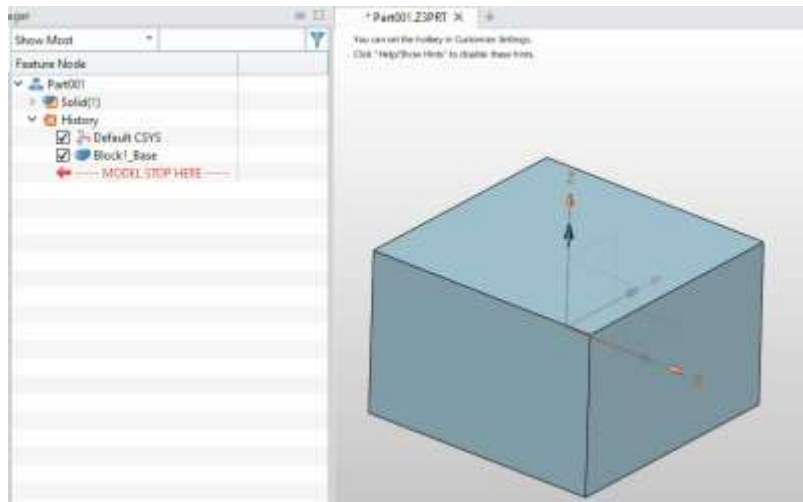 ager
* Part001.Z3PRT
Show Most
You can set the hotkey in Customize Settings.
Click "Help/Show Hints" to disable these hints.
Feature Node
Part001
Solid(1)
History
Default CSYS
Block1_Base
----- MODEL STOP HERE -----
Z